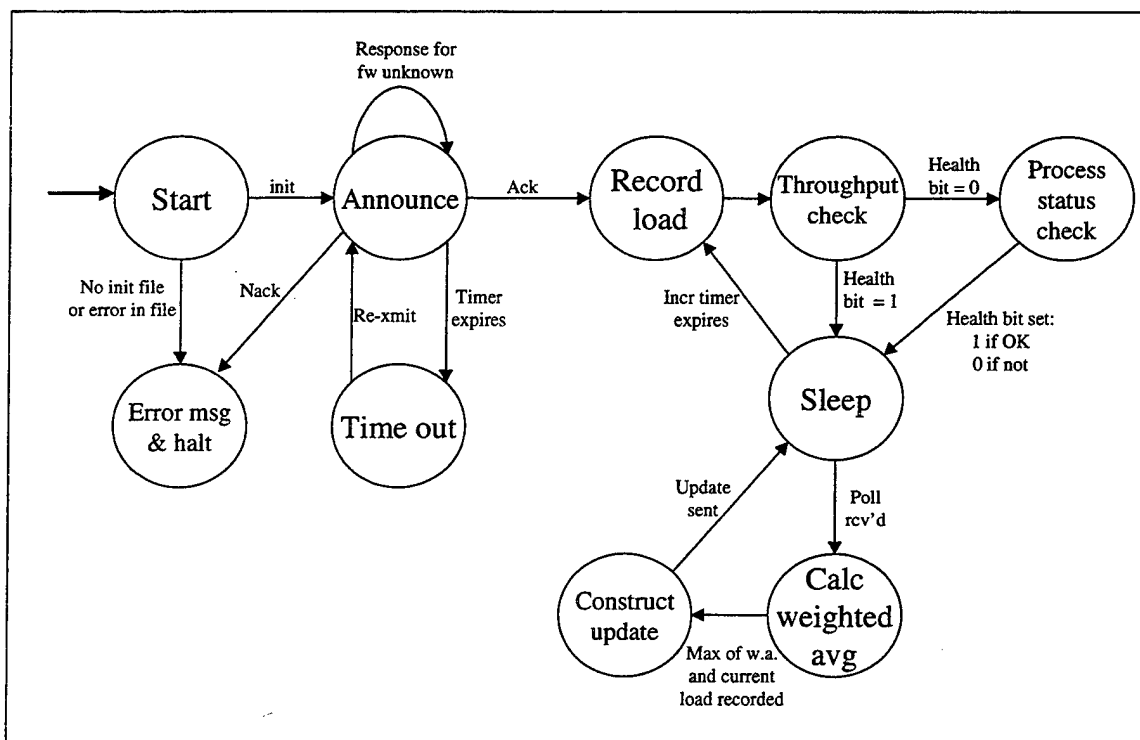 Response for
fw unknown
Start
init
Announce
Ack
Record
load
Throughput
check
Health
bit = 0
Process
status
check
No init file
or error in file
Nack
Re-xmit
Timer
expires
Incr timer
expires
Health
bit = 1
Health bit set:
1 if OK
0 if not
Error msg
& halt
Time out
Sleep
Update
sent
Poll
rcv'd
Construct
update
Calc
weighted
avg
Max of w.a.
and current
load recorded